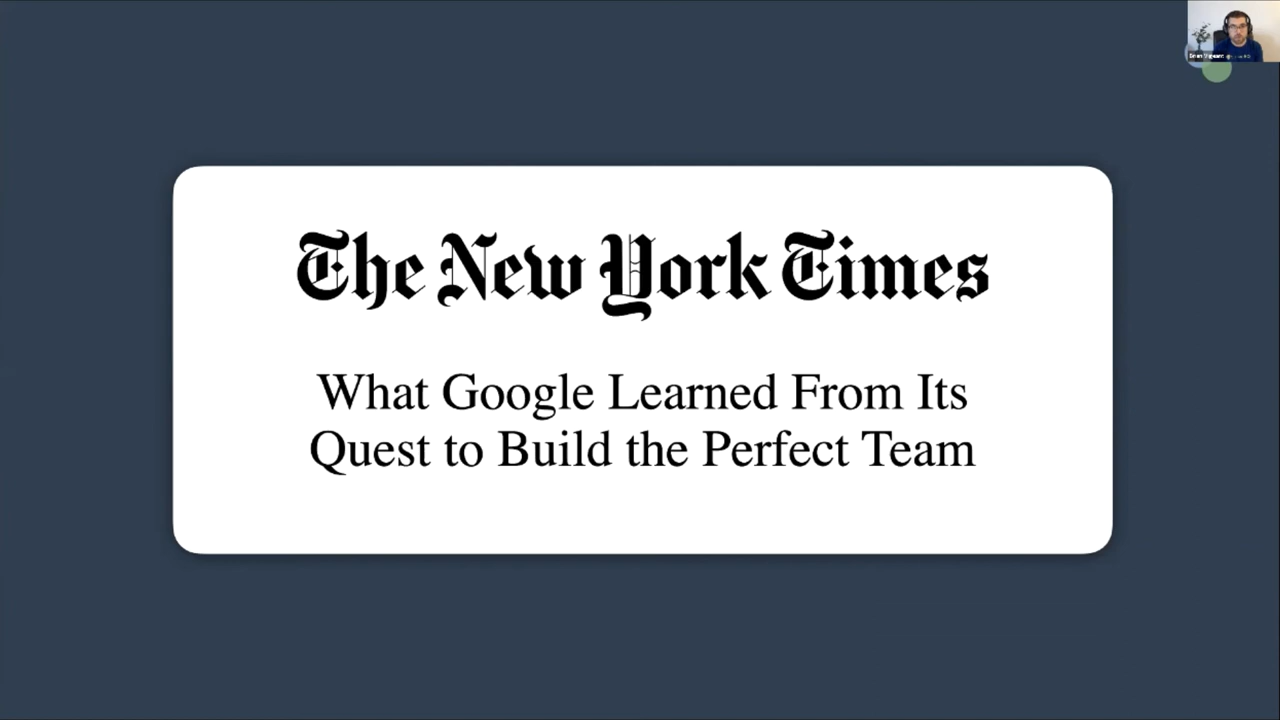 The New York Times
What Google Learned From Its
Quest to Build the Perfect Team